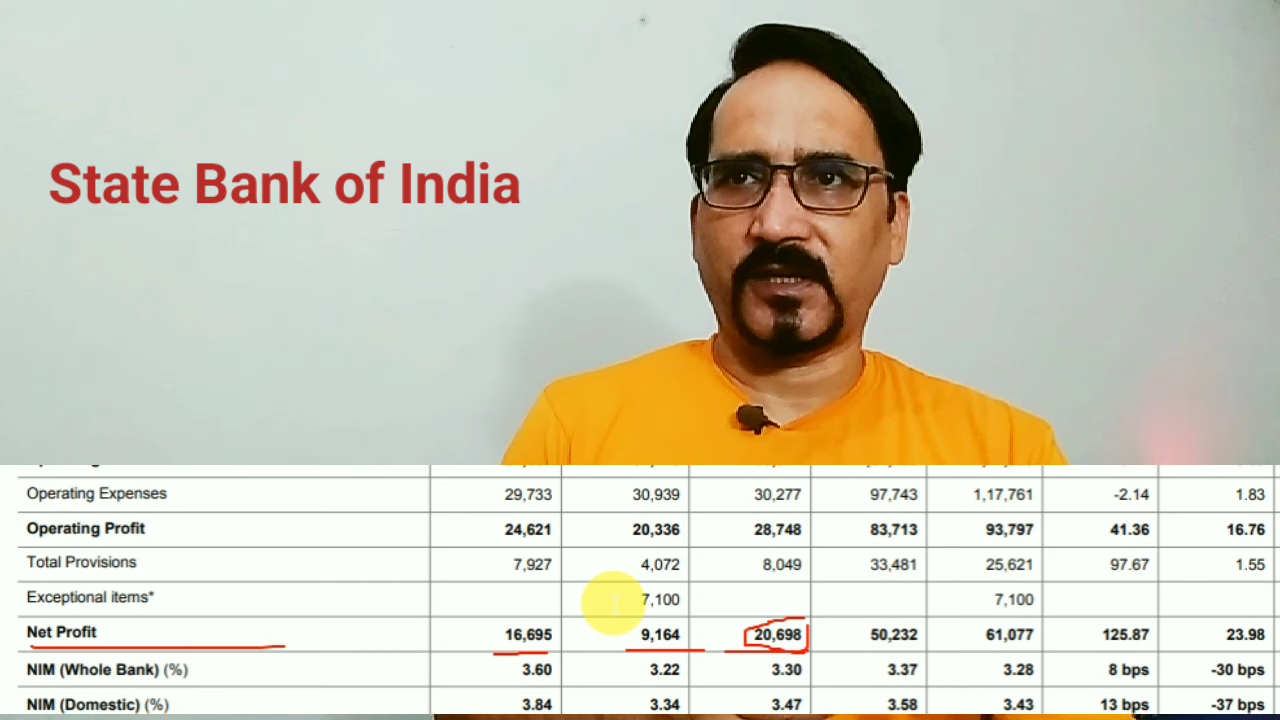 State Bank of India
Operating Expenses 29,733 30,939 30,277 97,743 1,17,761 -2.14 1.83
Operating Profit 24,621 20,336 28,748 83,713 93,797 41.36 16.76
Total Provisions 7,927 4,072 8,049 33,481 25,621 97.67 1.55
Exceptional items* 7,100 7,100
Net Profit 16,695 9,164 20,698 50,232 61,077 125.87 23.98
NIM (Whole Bank) (%) 3.60 3.22 3.30 3.37 3.28 8 bps -30 bps
NIM (Domestic) (%) 3.84 3.34 3.47 3.58 3.43 13 bps -37 bps